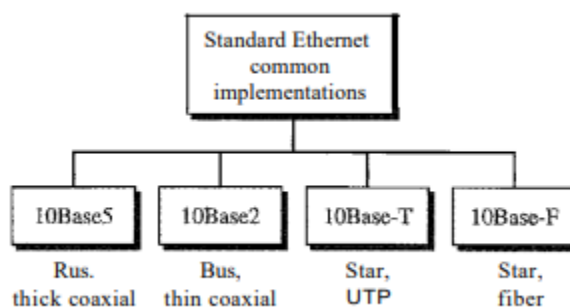 Standard Ethernet
common
implementations
10Base5
10Base2
10Base-T
10Base-F
Rus.
thick coaxial
Bus,
thin coaxial
Star,
UTP
Star,
fiber